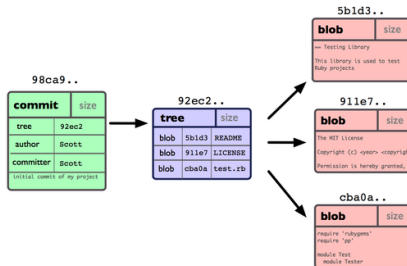 98ca9..
commit size
tree 92ec2
author Scott
committer Scott
initial commit of my project
92ec2..
tree size
blob 5b1d3 README
blob 911e7 LICENSE
blob cba0a test.rb
5b1d3..
blob size
== Testing Library
This library is used to test
Ruby projects
911e7..
blob size
The MIT License
Copyright (c) <year> <copyright
Permission is hereby granted,
cba0a..
blob size
require 'rubygems'
require 'pp'
module Test
module Tester